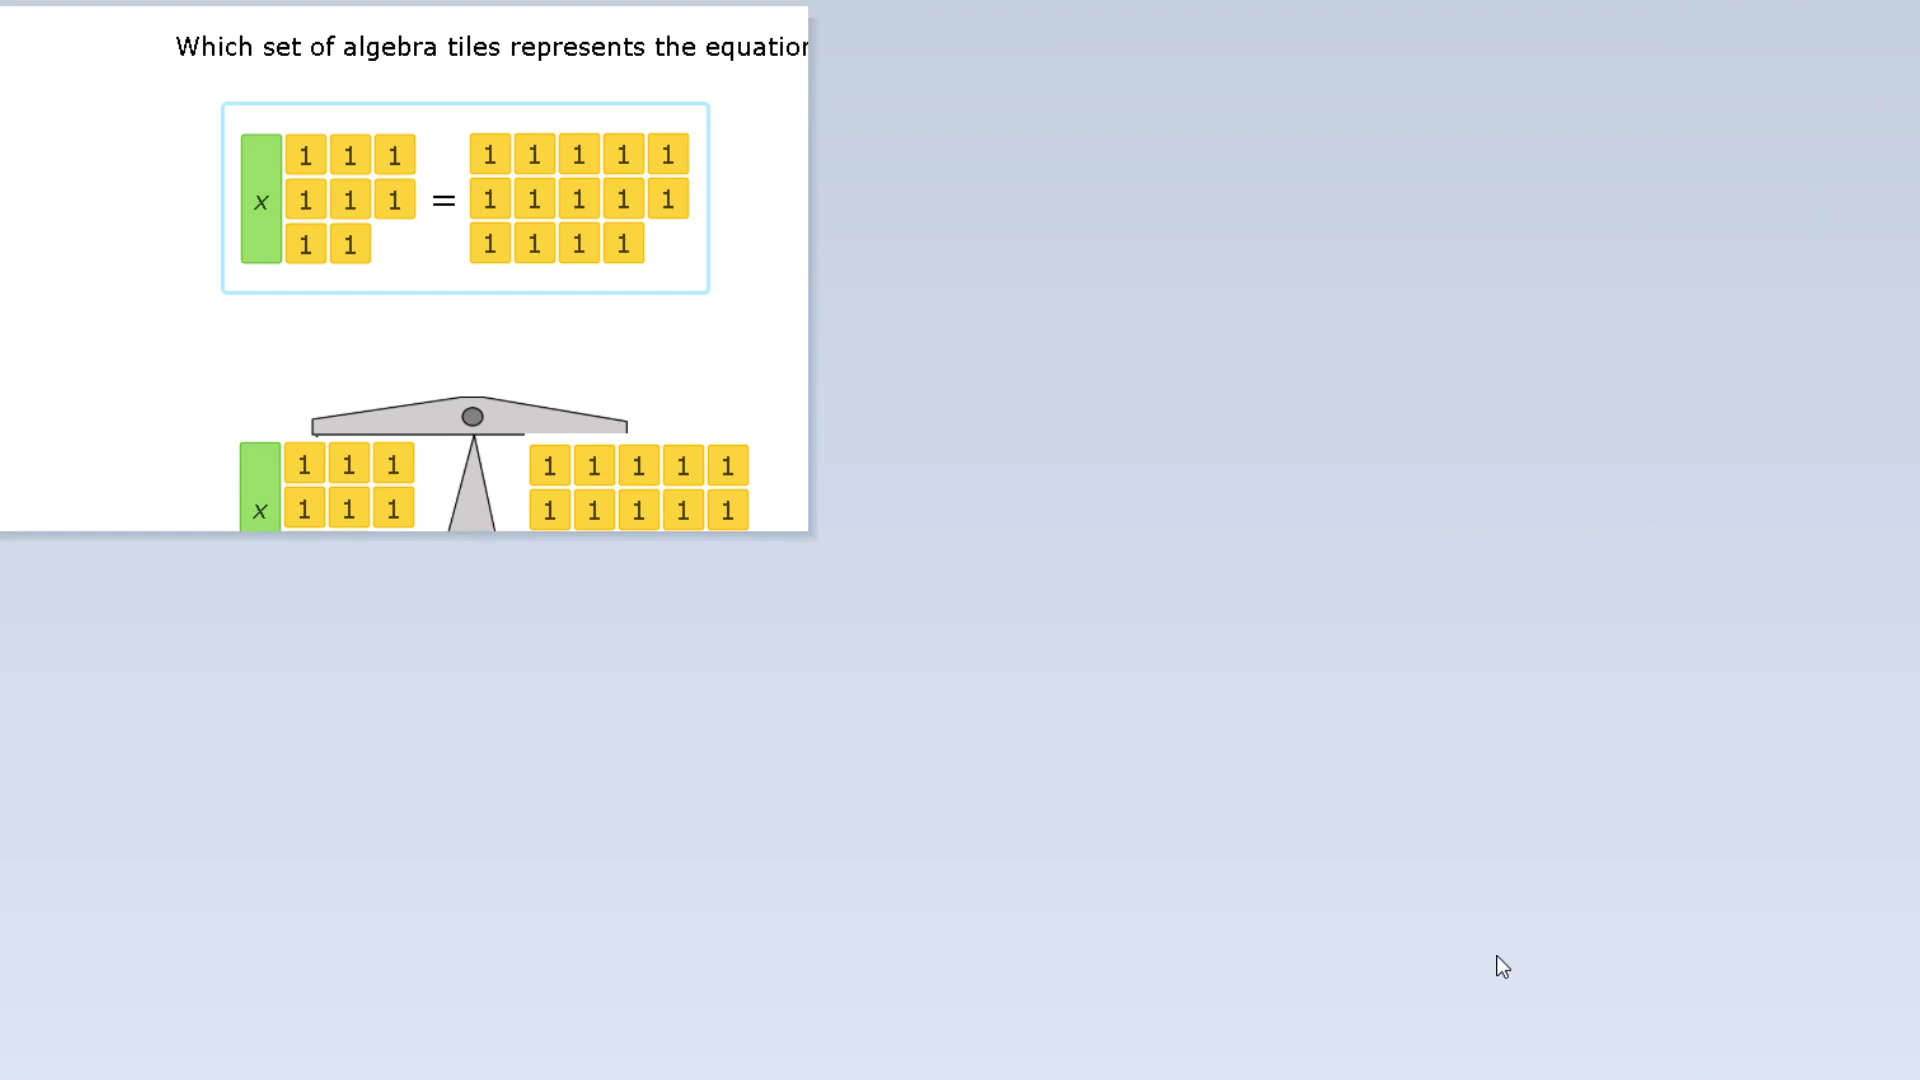 Which set of algebra tiles represents the
1 1 1 1 1 1 1 1
x 1 1 1 = 1 1 1 1 1
1 1 1 1 1 1
1 1 1 1 1 1 1 1
x 1 1 1 1 1 1 1 1